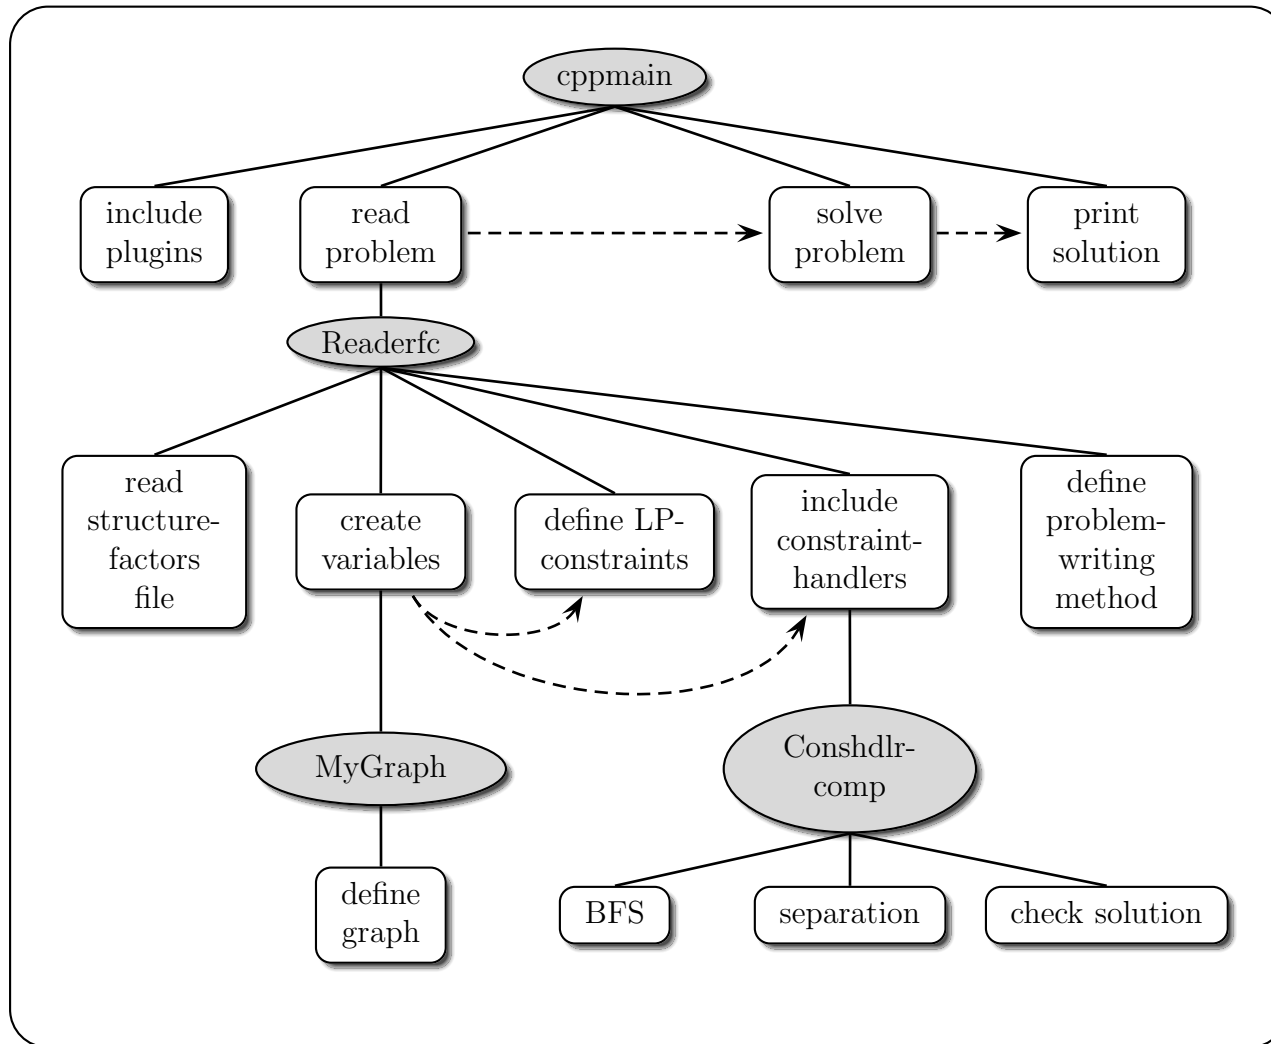 cppmain
include
plugins
read
problem
solve
problem
print
solution
Readerfc
read
structure-
factors
file
create
variables
define LP-
constraints
include
constraint-
handlers
define
problem-
writing
method
MyGraph
Conshdlr-
comp
define
graph
BFS
separation
check solution